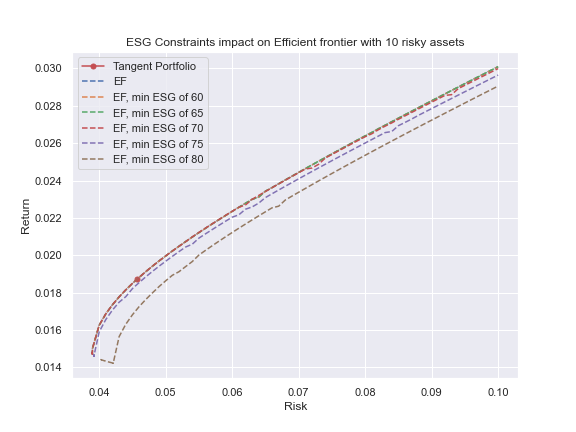 ESG Constraints impact on Efficient frontier with 10 risky assets
Tangent Portfolio
EF
EF, min ESG of 60
EF, min ESG of 65
EF, min ESG of 70
EF, min ESG of 75
EF, min ESG of 80
Return
0.030
0.028
0.026
0.024
0.022
0.020
0.018
0.016
0.014
0.04 0.05 0.06 0.07 0.08 0.09 0.10
Risk